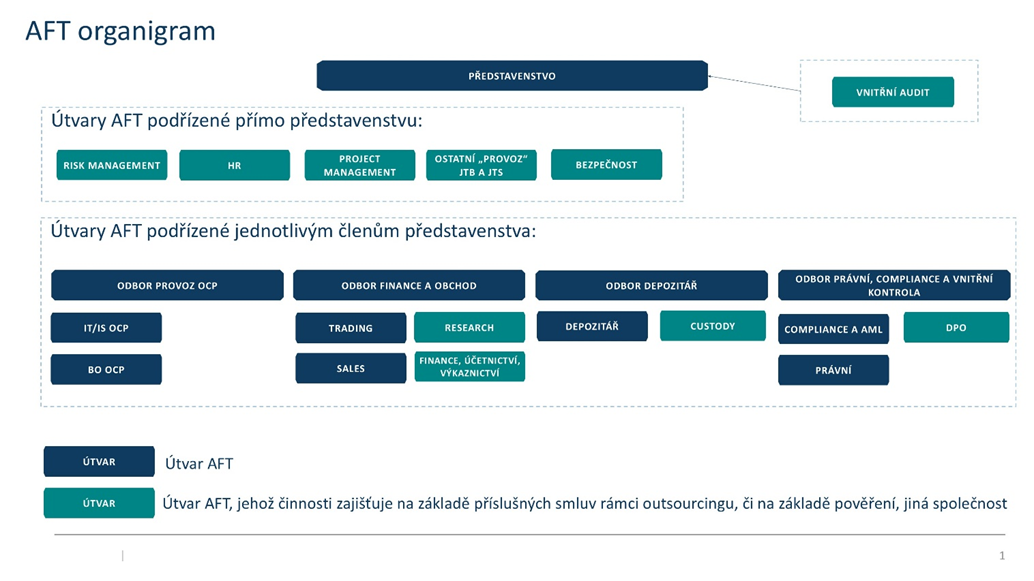 AFT organigram
PŘEDSTAVENSTVO
VNITŘNÍ AUDIT
Útvary AFT podřízené přímo představenstvu:
RISK MANAGEMENT
HR
PROJECT
MANAGEMENT
OSTATNÍ „PROVOZ“
JTB A JTS
BEZPEČNOST
Útvary AFT podřízené jednotlivým členům představenstva:
ODBOR PROVOZ OCP
ODBOR FINANCE A OBCHOD
ODBOR DEPOZITÁŘ
ODBOR PRÁVNÍ, COMPLIANCE A VNITŘNÍ
KONTROLA
IT/IS OCP
TRADING
RESEARCH
DEPOZITÁŘ
CUSTODY
COMPLIANCE A AML
DPO
BO OCP
SALES
FINANCE, ÚČETNICTVÍ,
VÝKAZNICTVÍ
PRÁVNÍ
ÚTVAR
Útvar AFT
ÚTVAR
Útvar AFT, jehož činnosti zajišťuje na základě příslušných smluv rámci outsourcingu, či na základě pověření, jiná společnost
|
1